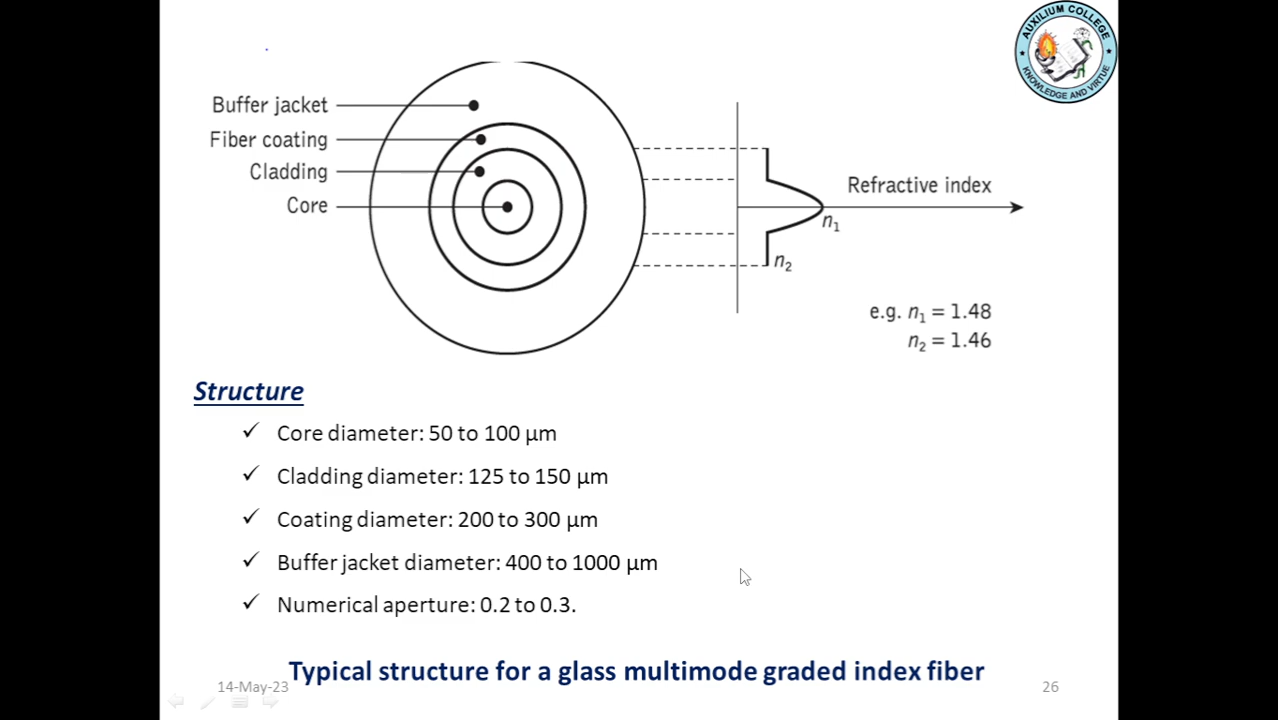 AUXILIUM COLLEGE
KNOWLEDGE AND VIRTUE
Buffer jacket
Fiber coating
Cladding
Core
Refractive index
n₁
n₂
e.g. n₁ = 1.48
n₂ = 1.46
Structure
✓ Core diameter: 50 to 100 µm
✓ Cladding diameter: 125 to 150 µm
✓ Coating diameter: 200 to 300 µm
✓ Buffer jacket diameter: 400 to 1000 µm
✓ Numerical aperture: 0.2 to 0.3.
Typical structure for a glass multimode graded index fiber
14-May-23
26